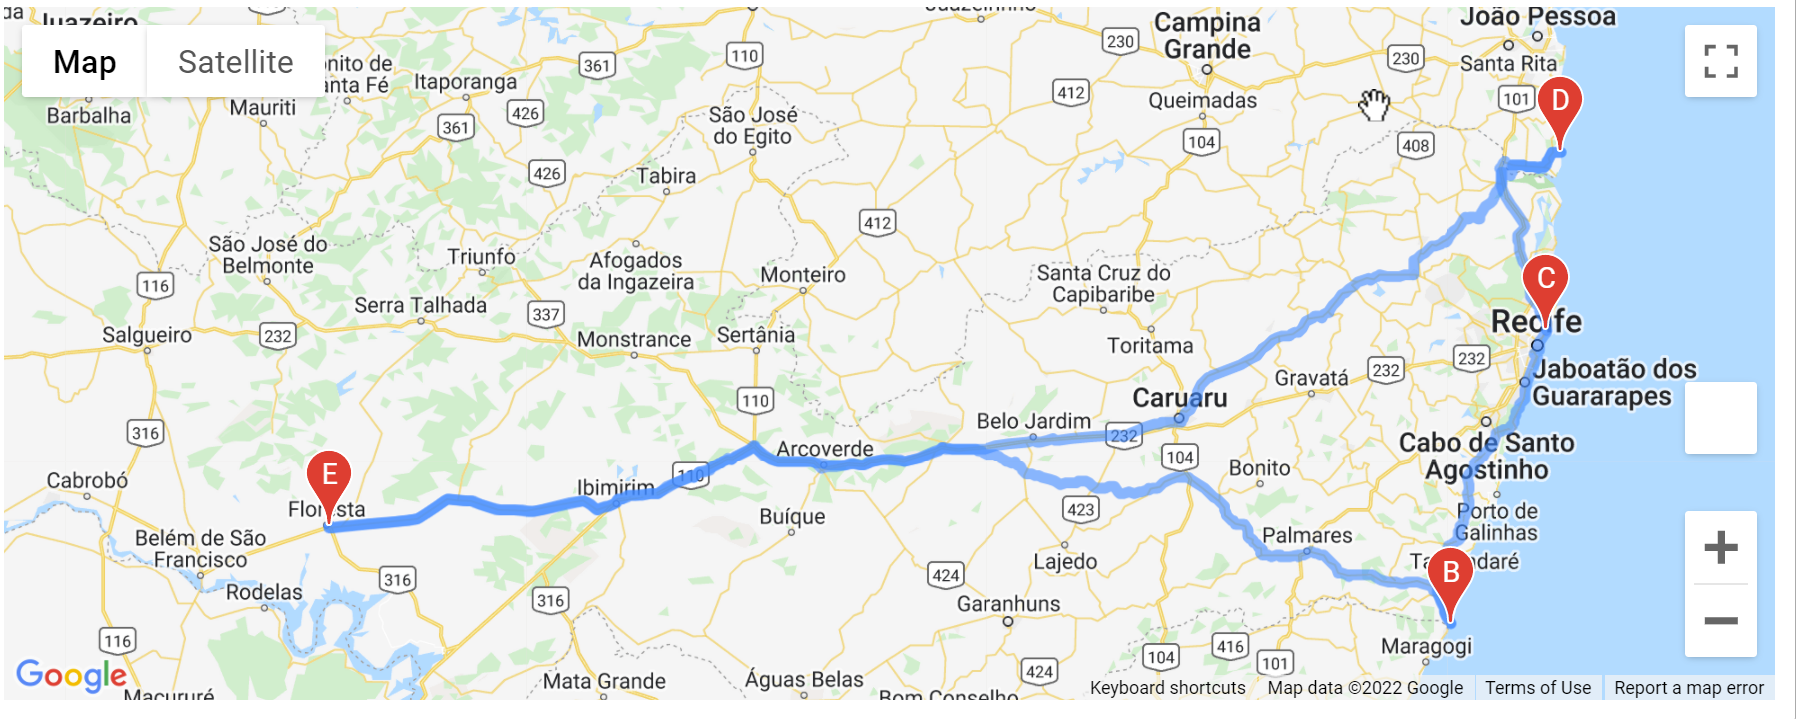 da
Juazeiro
Juazeirinho
Campina
Grande
João Pessoa
Map
Satellite
onito de
anta Fé
361
110
230
230
Santa Rita
Itaporanga
Barbalha
Mauriti
426
412
Queimadas
101
D
361
São José
do Egito
104
408
426
Tabira
412
São José do
Belmonte
Triunfo
Afogados
da Ingazeira
Monteiro
Santa Cruz do
Capibaribe
C
116
Serra Talhada
337
Recife
Salgueiro
232
Monstrance
Sertânia
Toritama
232
Jaboatão dos
Guararapes
Gravatá
232
110
Caruaru
316
Arcoverde
Belo Jardim
232
Cabo de Santo
Agostinho
104
Bonito
Cabrobó
E
Ibimirim
110
Floresta
Buíque
423
Porto de
Galinhas
Belém de São
Francisco
Lajedo
Palmares
Tamandaré
B
316
424
Rodelas
316
Garanhuns
116
Maragogi
416
104
101
Google
Mata Grande
Águas Belas
424
Macururé
Bom Conselho
Keyboard shortcuts
Map data ©2022 Google
Terms of Use
Report a map error